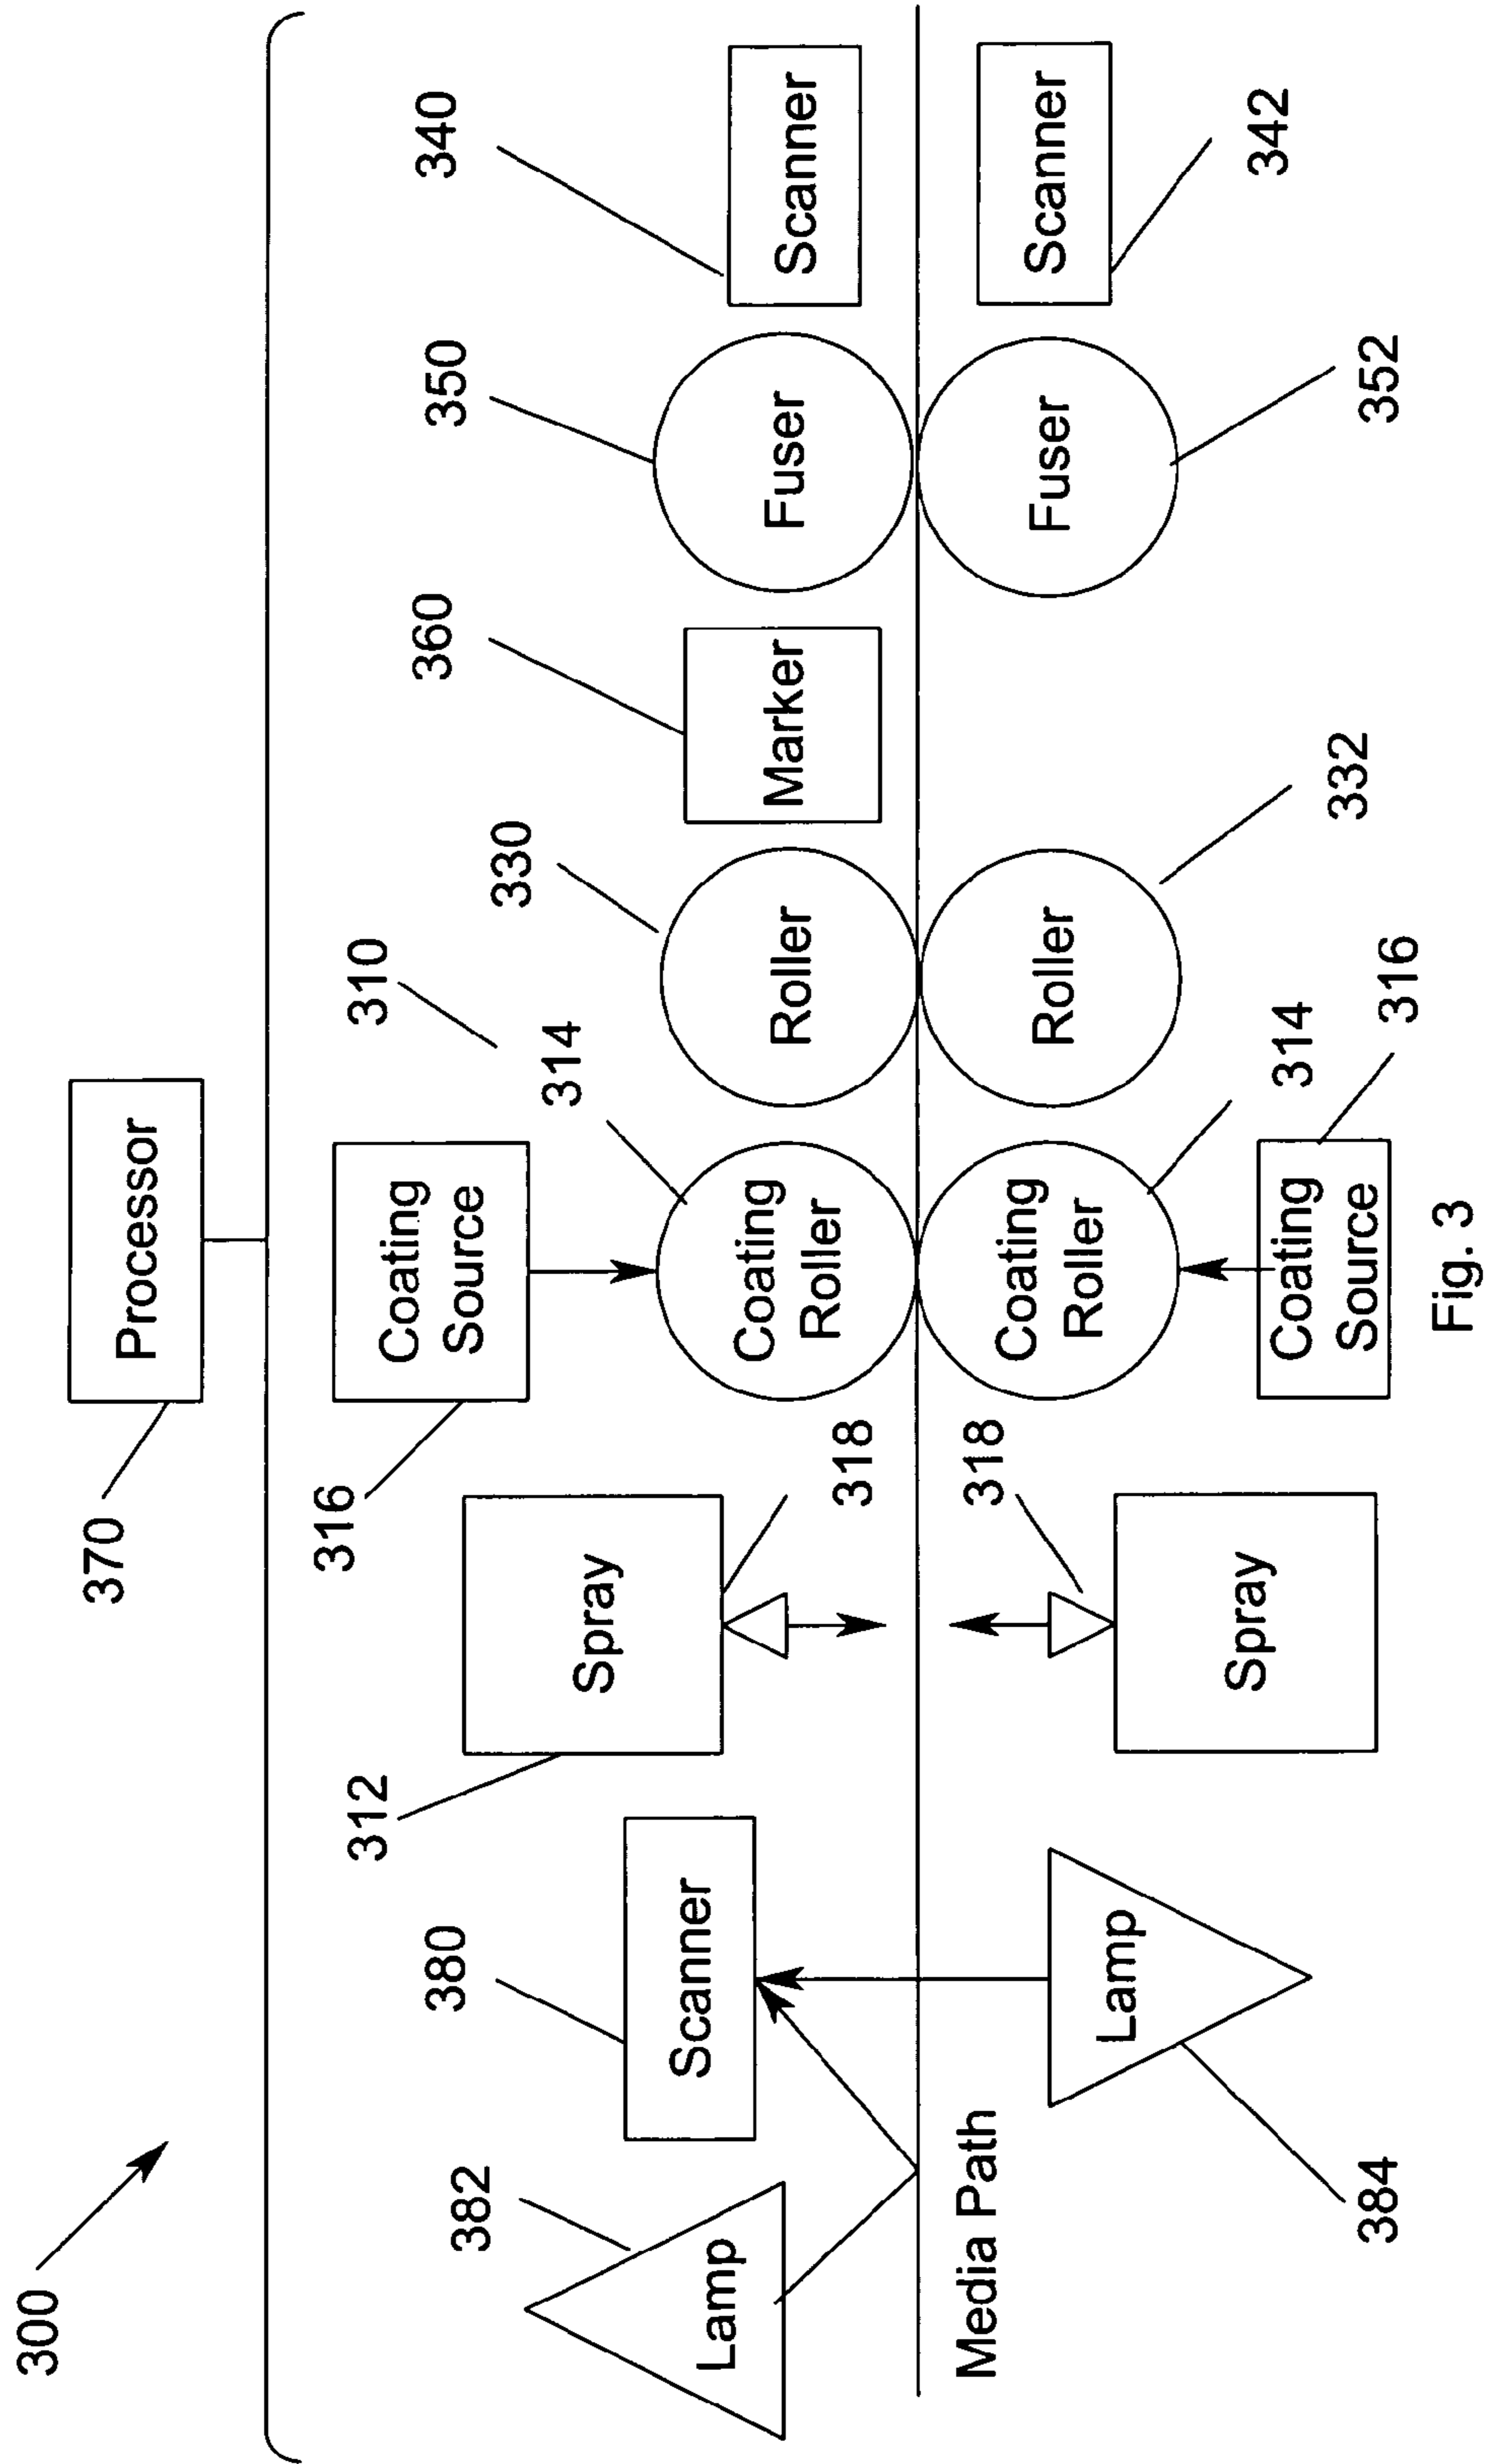 300
370
Processor
382
Lamp
380
Scanner
312
Spray
318
316
Coating
Source
310
314
Coating
Roller
330
Roller
360
Marker
350
Fuser
340
Scanner
Media Path
384
Lamp
318
Spray
Coating
Roller
314
Coating
Source
316
Roller
332
Fuser
352
Scanner
342
Fig. 3